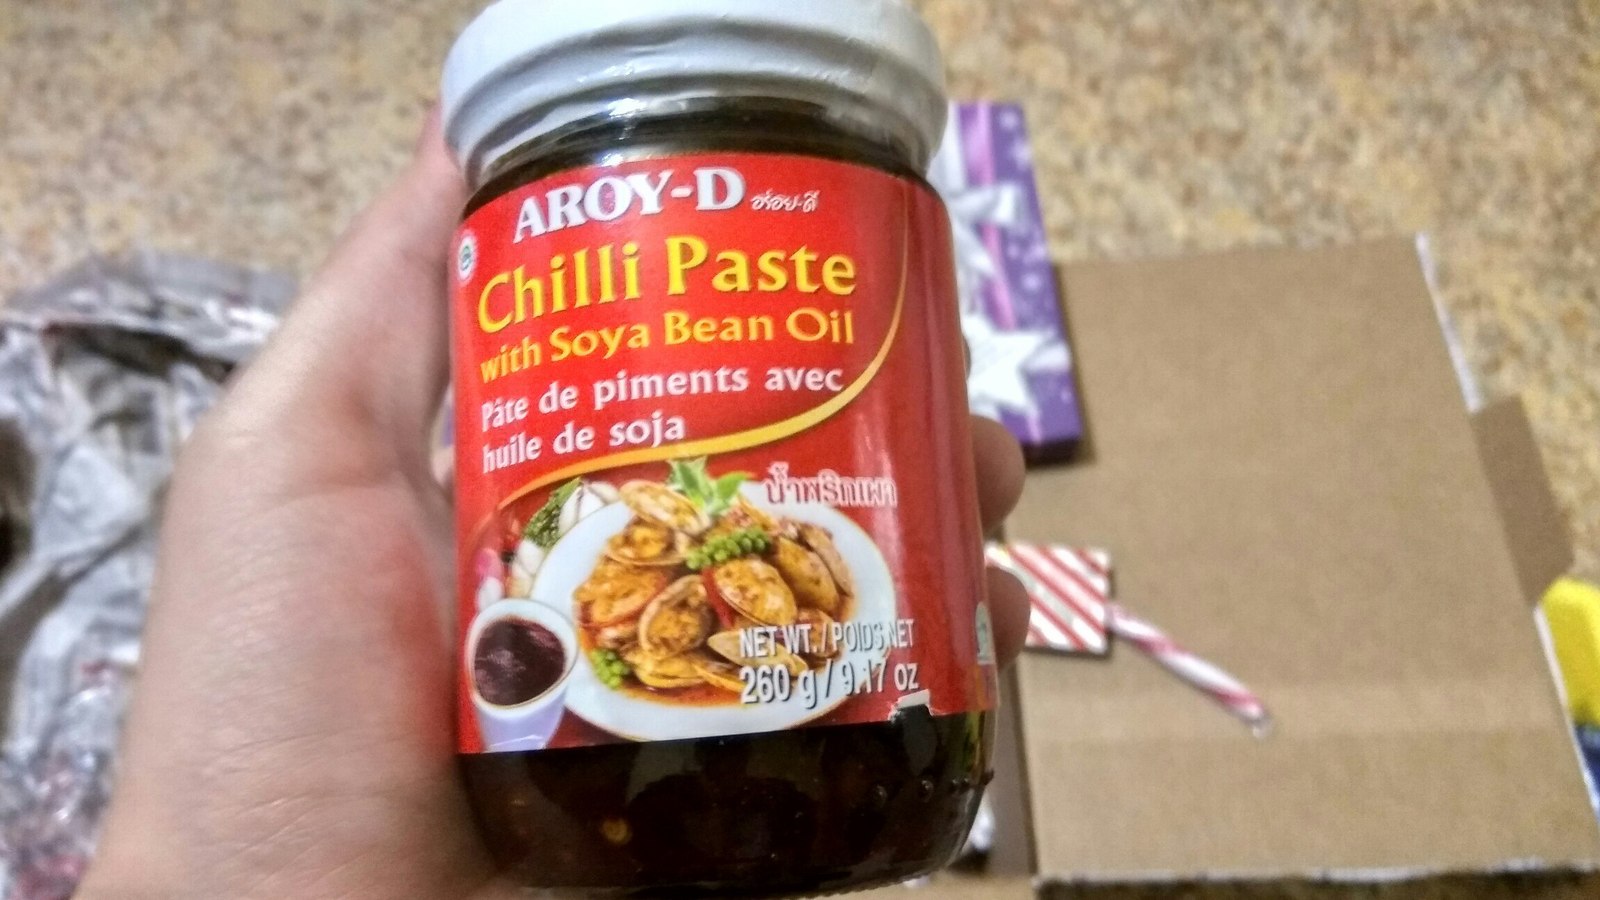 AROY-D อร่อย-ดี
Chilli Paste
with Soya Bean Oil
Pâte de piments avec
huile de soja
น้ำพริกเผา
NET WT. / POIDS NET
260 g / 9.17 oz